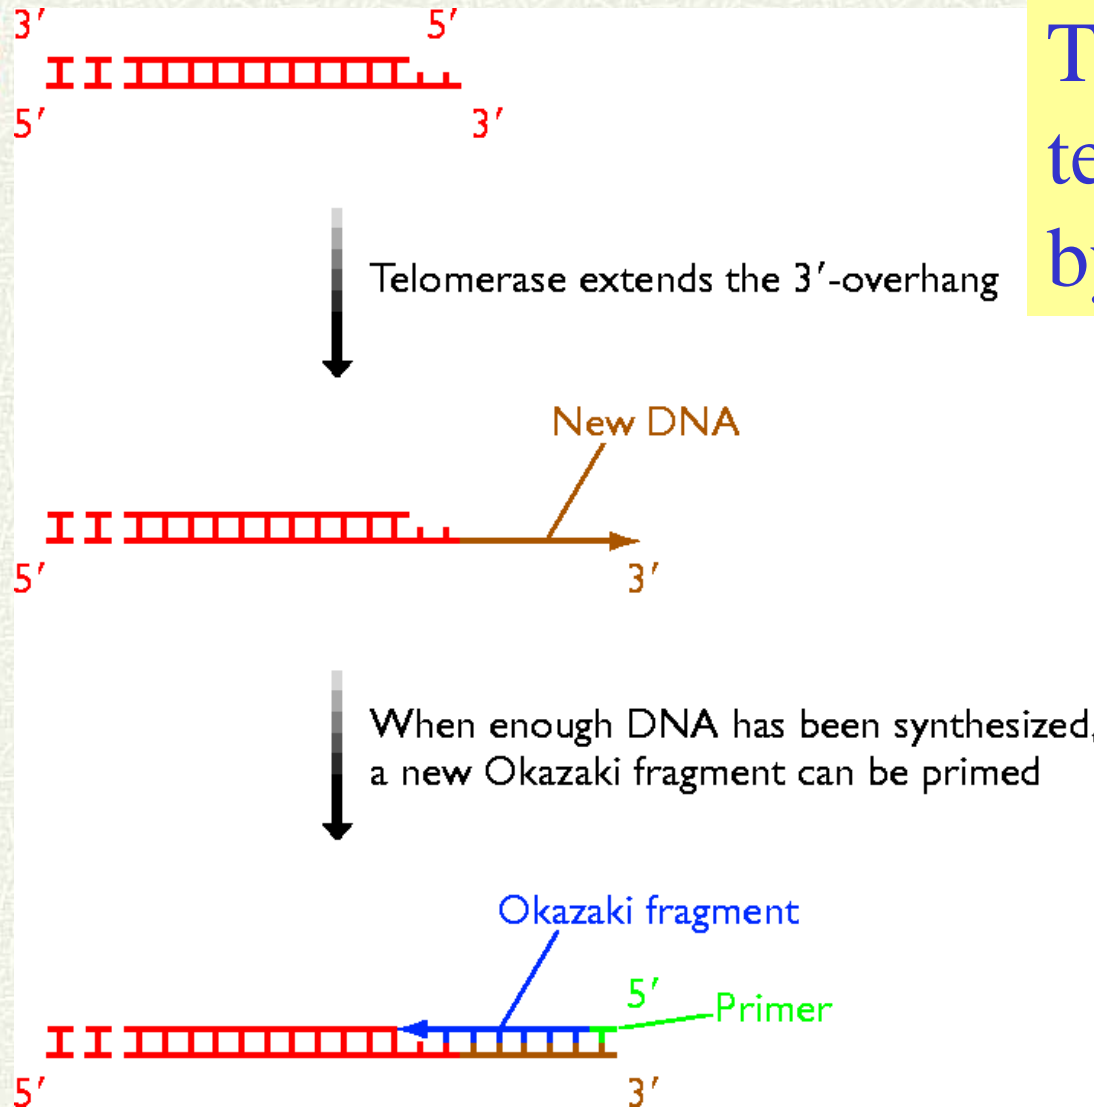 3′ 5′
5′ 3′
Telomerase extends the 3′-overhang
New DNA
5′ 3′
When enough DNA has been synthesized,
a new Okazaki fragment can be primed
Okazaki fragment
5′ Primer
5′ 3′